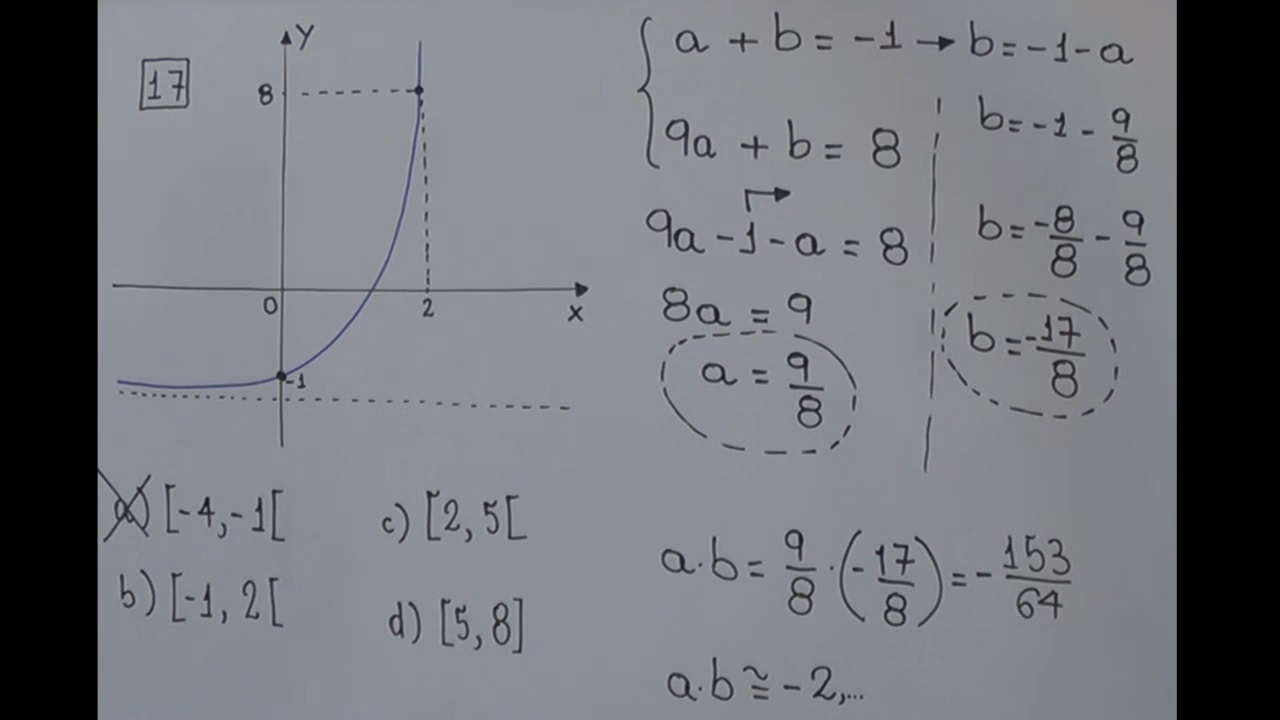 17
Y
8
0
2
x
-1
a) [-4,-1[
b) [-1, 2[
c) [2, 5[
d) [5, 8]
a + b = -1 → b = -1 - a
9a + b = 8
9a - 1 - a = 8
8a = 9
a = 9/8
b = -1 - 9/8
b = -8/8 - 9/8
b = -17/8
a·b = 9/8 · (-17/8) = - 153/64
a·b ≅ -2,...